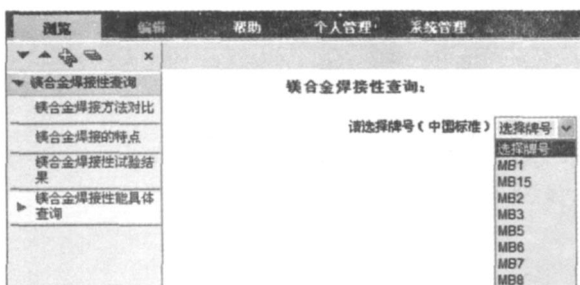 浏览 编辑 帮助 个人管理 系统管理
镁合金焊接性查询
镁合金焊接方法对比
镁合金焊接的特点
镁合金焊接性试验结
果
镁合金焊接性能具体
查询
镁合金焊接性查询：
请选择牌号（中国标准） 选择牌号
选择牌号
MB1
MB15
MB2
MB3
MB5
MB6
MB7
MB8